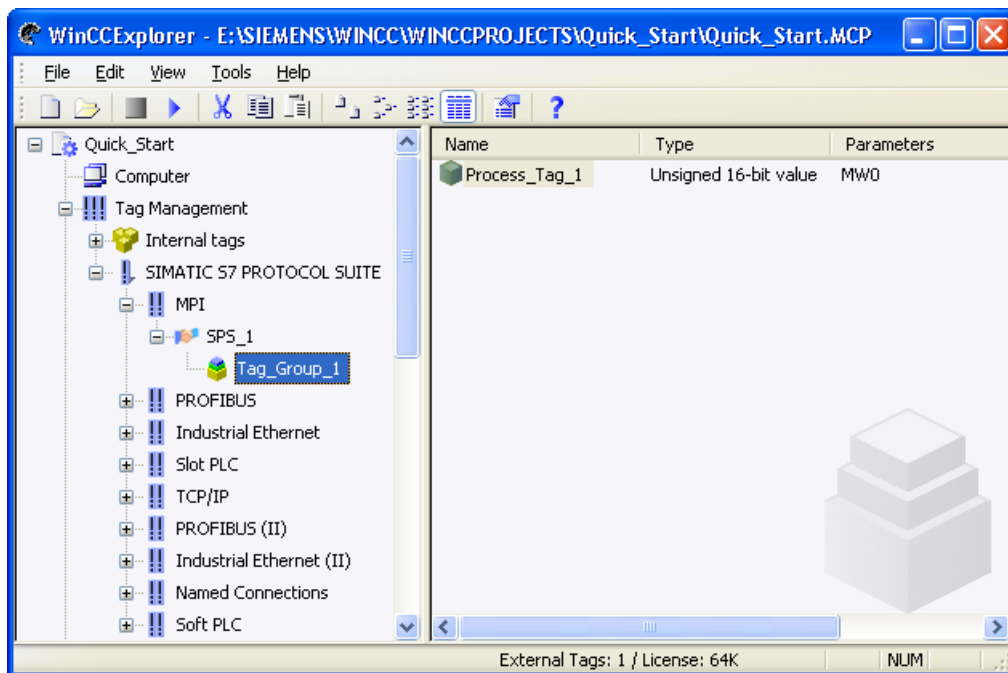 WinCCExplorer - E:\SIEMENS\WINCC\WINCCPROJECTS\Quick_Start\Quick_Start.MCP
File Edit View Tools Help
Quick_Start
Computer
Tag Management
Internal tags
SIMATIC S7 PROTOCOL SUITE
MPI
SPS_1
Tag_Group_1
PROFIBUS
Industrial Ethernet
Slot PLC
TCP/IP
PROFIBUS (II)
Industrial Ethernet (II)
Named Connections
Soft PLC
Name Type Parameters
Process_Tag_1 Unsigned 16-bit value MW0
External Tags: 1 / License: 64K NUM